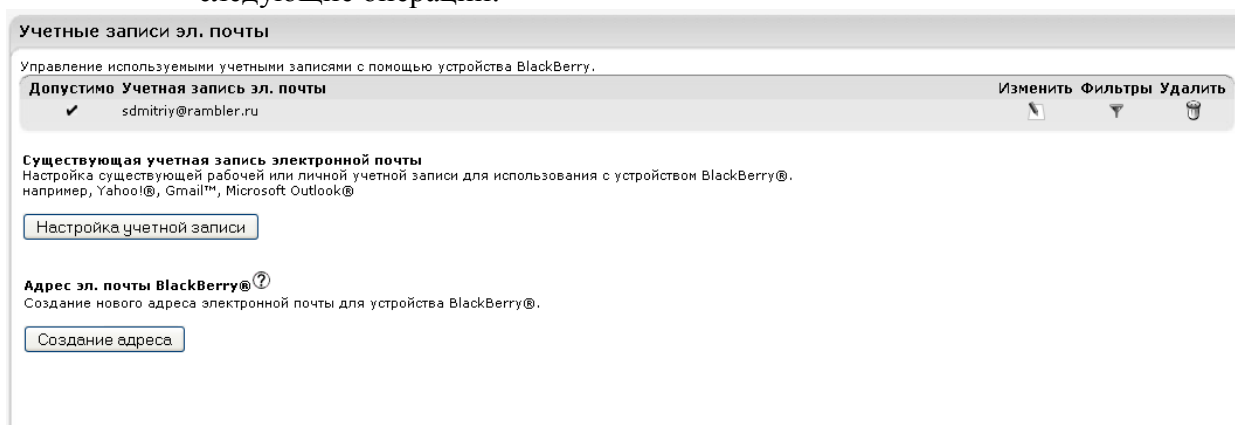 следующие операции:
Учетные записи эл. почты
Управление используемыми учетными записями с помощью устройства BlackBerry.
Допустимо Учетная запись эл. почты Изменить Фильтры Удалить
✔ sdmitriy@rambler.ru
Существующая учетная запись электронной почты
Настройка существующей рабочей или личной учетной записи для использования с устройством BlackBerry®.
например, Yahoo!®, Gmail™, Microsoft Outlook®
Настройка учетной записи
Адрес эл. почты BlackBerry® ?
Создание нового адреса электронной почты для устройства BlackBerry®.
Создание адреса